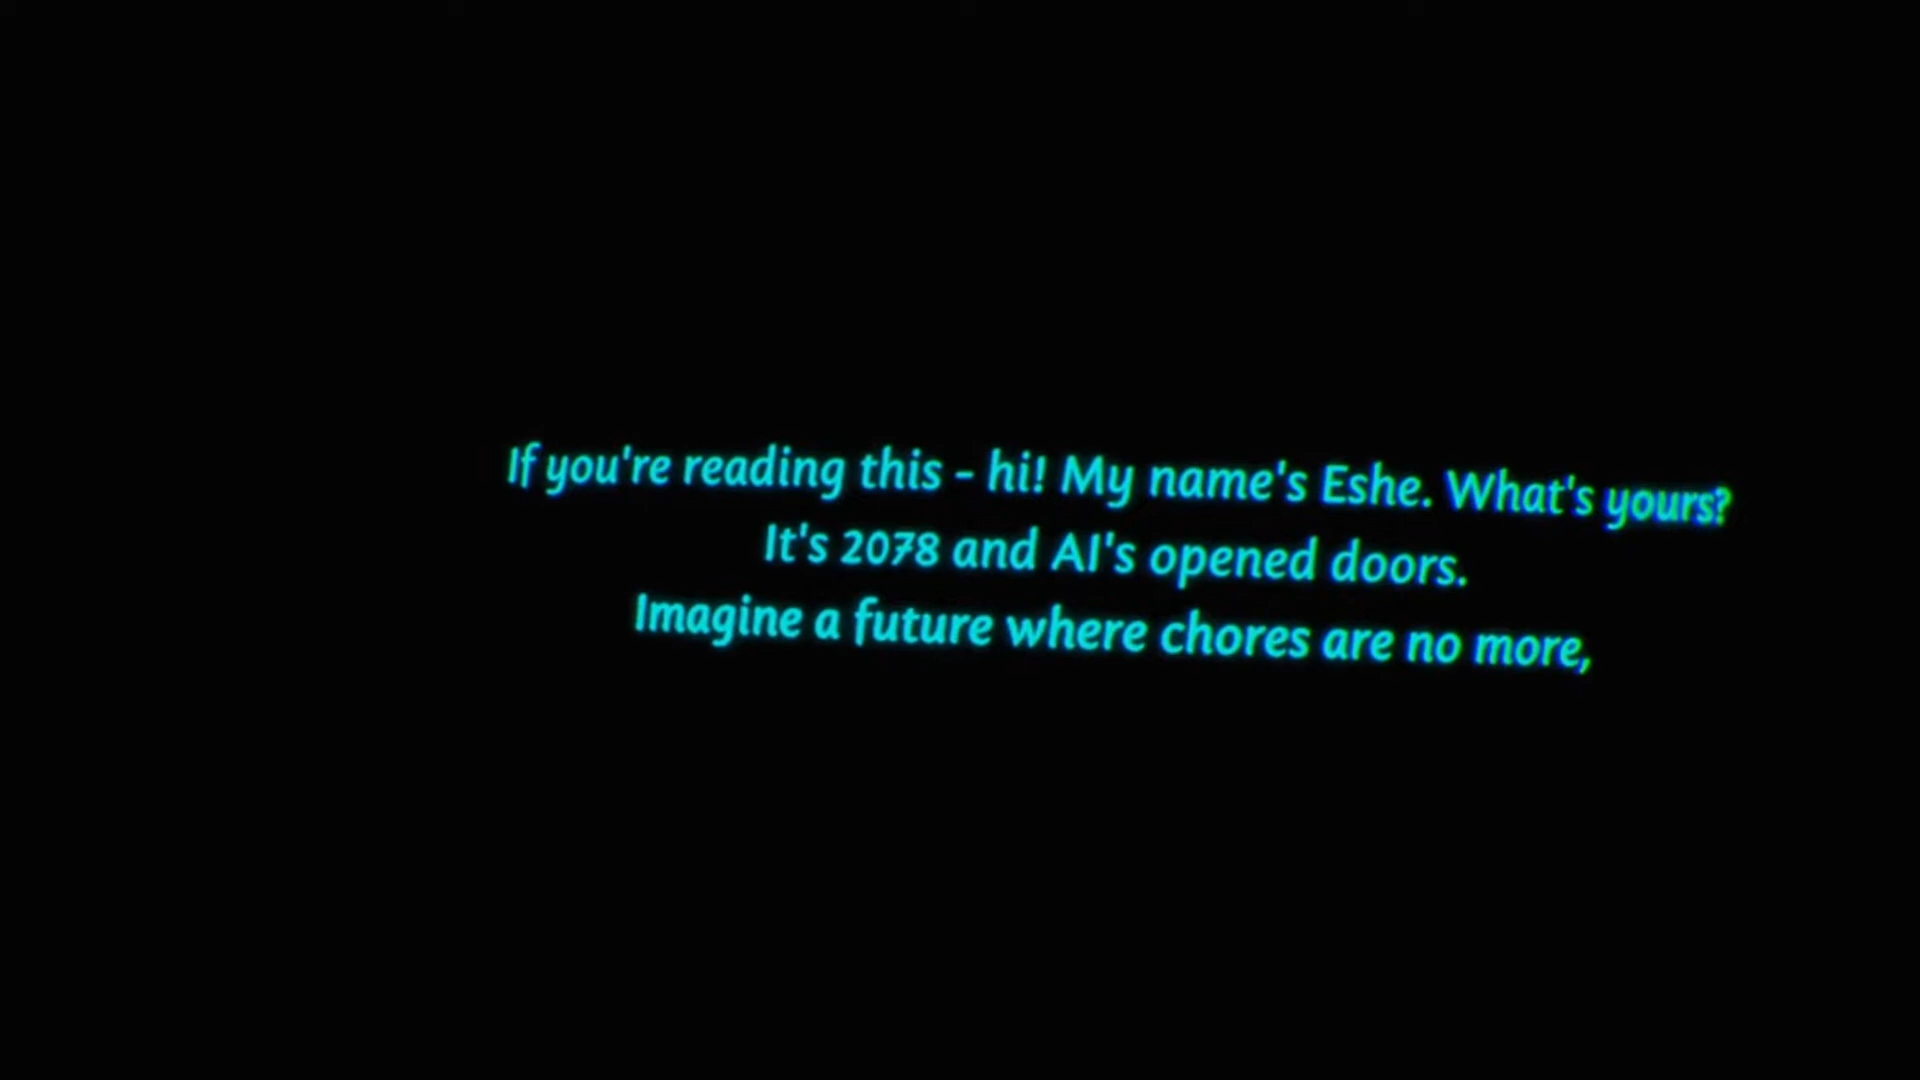 If you're reading this - hi! My name's Eshe. What's yours?
It's 2078 and AI's opened doors.
Imagine a future where chores are no more,